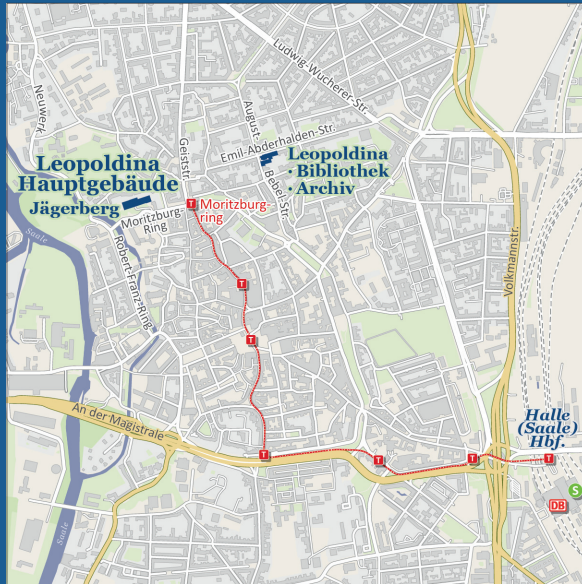 Ludwig-Wucherer-Str.
Neuwerk
August-
Bebel-Str.
Geiststr.
Emil-Abderhalden-Str.
Leopoldina
Hauptgebäude
Jägerberg
Leopoldina
· Bibliothek
· Archiv
T
Moritzburg-
ring
Moritzburg-
Ring
Saale
Robert-Franz-Ring
Volkmannstr.
T
T
An der Magistrale
Halle
(Saale)
Hbf.
T
T
T
T
S
DB
Saale